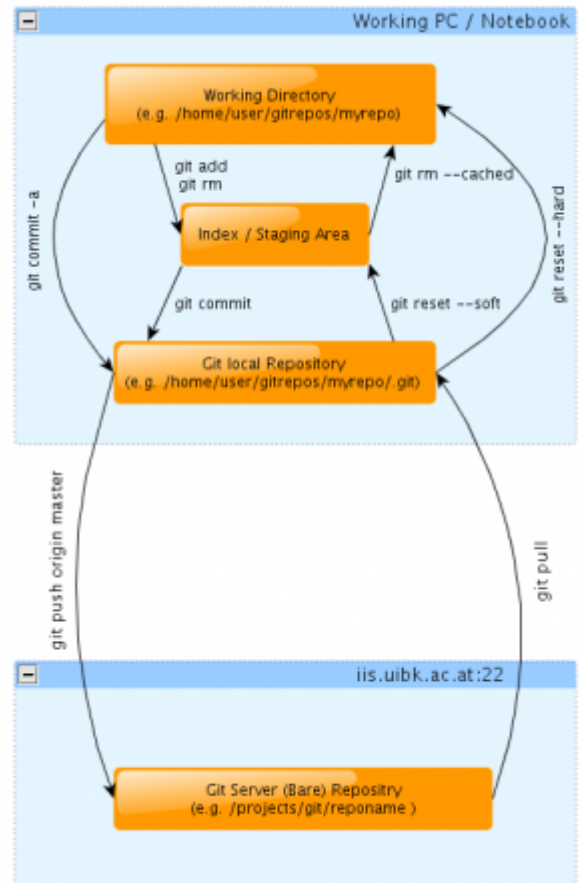 Working PC / Notebook
Working Directory
(e.g. /home/user/gitrepos/myrepo)
git add
git rm
git rm --cached
git commit -a
Index / Staging Area
git reset --hard
git commit
git reset --soft
Git local Repository
(e.g. /home/user/gitrepos/myrepo/.git)
git push origin master
git pull
iis.uibk.ac.at:22
Git Server (Bare) Repositry
(e.g. /projects/git/reponame )